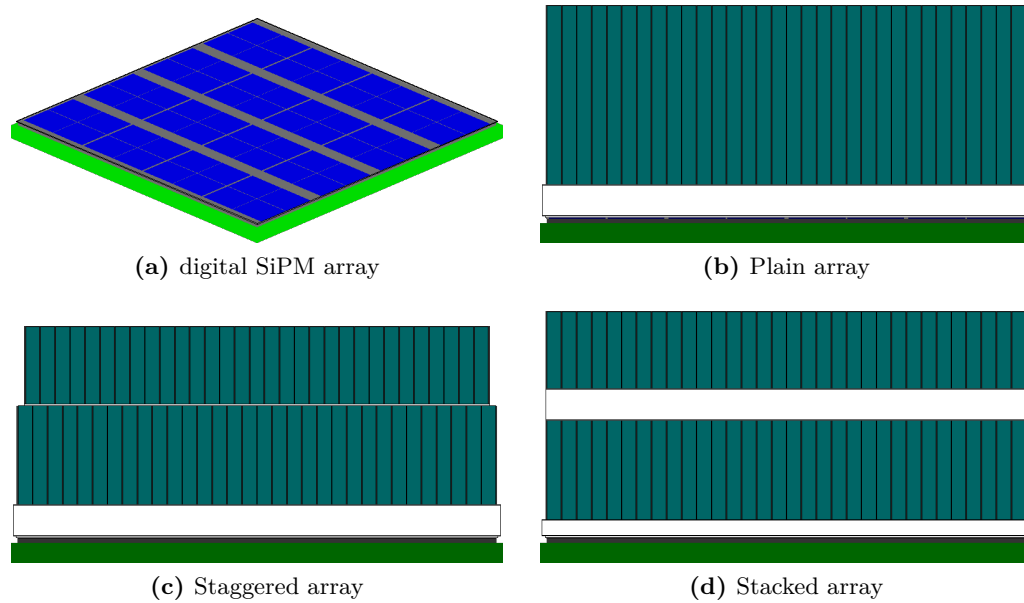 (a) digital SiPM array
(b) Plain array
(c) Staggered array
(d) Stacked array